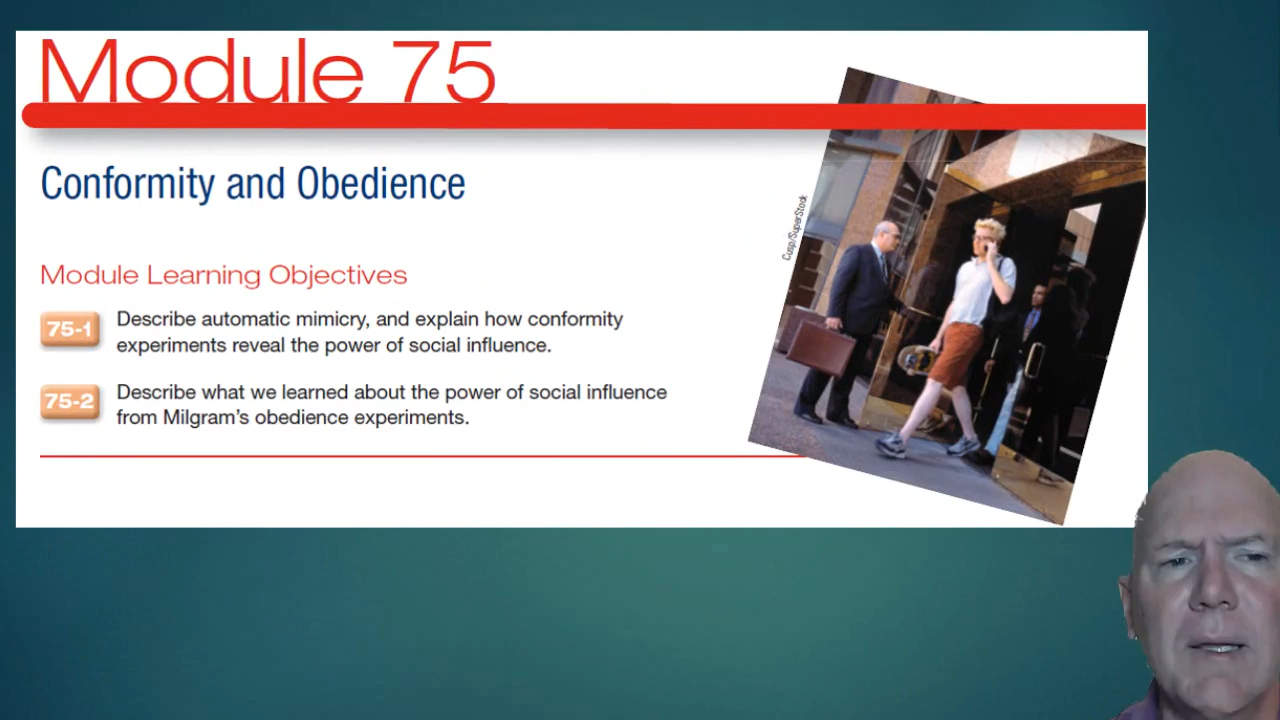 Module 75
Conformity and Obedience
Cusp/SuperStock
Module Learning Objectives
75-1
Describe automatic mimicry, and explain how conformity
experiments reveal the power of social influence.
75-2
Describe what we learned about the power of social influence
from Milgram's obedience experiments.